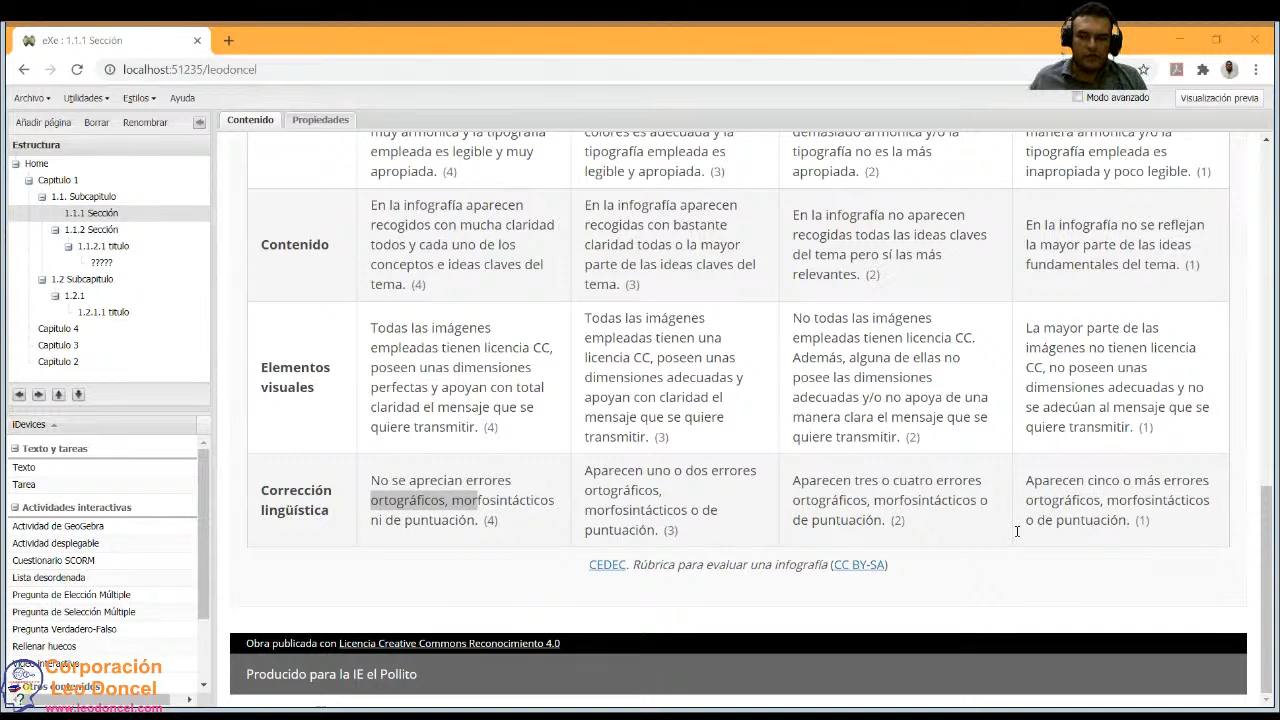 eXe : 1.1.1 Sección
localhost:51235/leodoncel
Archivo Utilidades Estilos Ayuda
Modo avanzado
Visualización previa
Añadir página Borrar Renombrar
Contenido Propiedades
Estructura
Home
Capitulo 1
1.1. Subcapitulo
1.1.1 Sección
1.1.2 Sección
1.1.2.1 titulo
?????
1.2 Subcapitulo
1.2.1
1.2.1.1 titulo
Capitulo 4
Capitulo 3
Capitulo 2
iDevices
Texto y tareas
Texto
Tarea
Actividades interactivas
Actividad de GeoGebra
Actividad desplegable
Cuestionario SCORM
Lista desordenada
Pregunta de Elección Múltiple
Pregunta de Selección Múltiple
Pregunta Verdadero-Falso
Rellenar huecos
Otros contenidos
Corporación
Leo Doncel
www.leodoncel.com
muy armónica y la tipografía
empleada es legible y muy
apropiada. (4)
colores es adecuada y la
tipografía empleada es
legible y apropiada. (3)
demasiado armónica y/o la
tipografía no es la más
apropiada. (2)
manera armónica y/o la
tipografía empleada es
inapropiada y poco legible. (1)
Contenido
En la infografía aparecen
recogidos con mucha claridad
todos y cada uno de los
conceptos e ideas claves del
tema. (4)
En la infografía aparecen
recogidas con bastante
claridad todas o la mayor
parte de las ideas claves del
tema. (3)
En la infografía no aparecen
recogidas todas las ideas claves
del tema pero sí las más
relevantes. (2)
En la infografía no se reflejan
la mayor parte de las ideas
fundamentales del tema. (1)
Elementos
visuales
Todas las imágenes
empleadas tienen licencia CC,
poseen unas dimensiones
perfectas y apoyan con total
claridad el mensaje que se
quiere transmitir. (4)
Todas las imágenes
empleadas tienen una
licencia CC, poseen unas
dimensiones adecuadas y
apoyan con claridad el
mensaje que se quiere
transmitir. (3)
No todas las imágenes
empleadas tienen licencia CC.
Además, alguna de ellas no
posee las dimensiones
adecuadas y/o no apoya de una
manera clara el mensaje que se
quiere transmitir. (2)
La mayor parte de las
imágenes no tienen licencia
CC, no poseen unas
dimensiones adecuadas y no
se adecúan al mensaje que se
quiere transmitir. (1)
Corrección
lingüística
No se aprecian errores
ortográficos, morfosintácticos
ni de puntuación. (4)
Aparecen uno o dos errores
ortográficos,
morfosintácticos o de
puntuación. (3)
Aparecen tres o cuatro errores
ortográficos, morfosintácticos o
de puntuación. (2)
Aparecen cinco o más errores
ortográficos, morfosintácticos
o de puntuación. (1)
CEDEC. Rúbrica para evaluar una infografía (CC BY-SA)
Obra publicada con Licencia Creative Commons Reconocimiento 4.0
Producido para la IE el Pollito